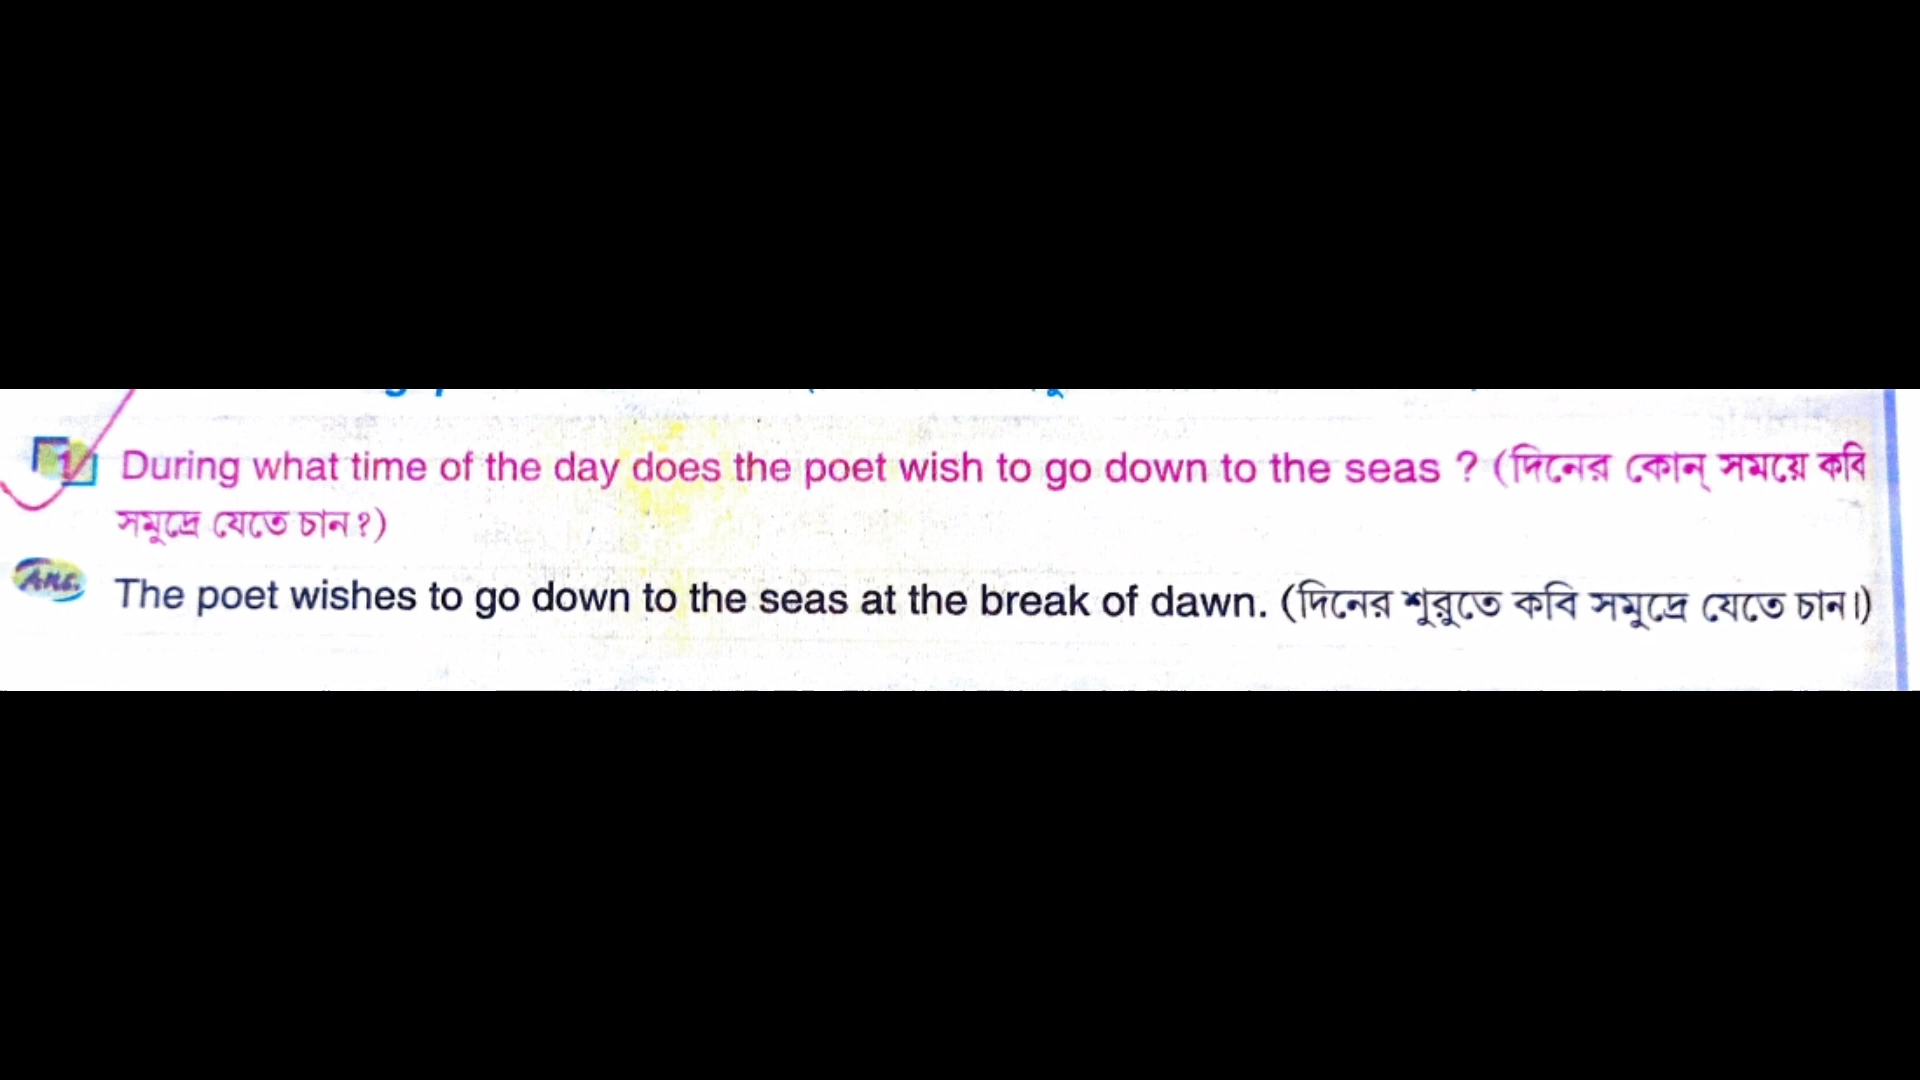 1 During what time of the day does the poet wish to go down to the seas ? (দিনের কোন্ সময়ে কবি
সমুদ্রে যেতে চান?)
Ans. The poet wishes to go down to the seas at the break of dawn. (দিনের শুরুতে কবি সমুদ্রে যেতে চান।)